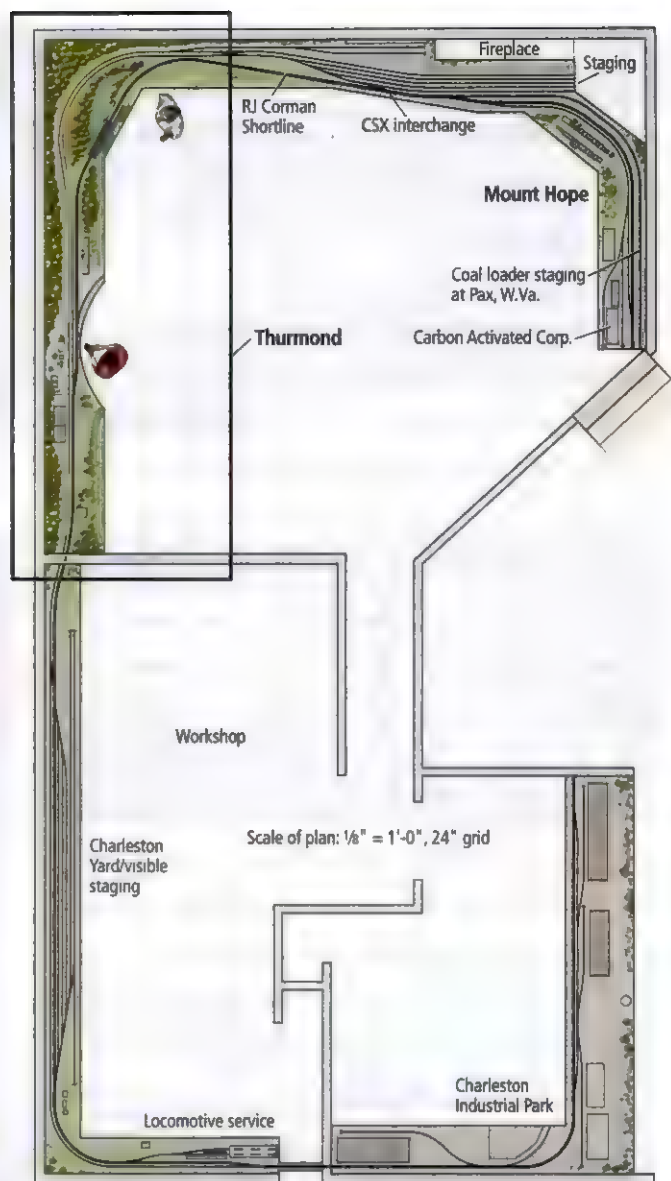 Fireplace
Staging
RJ Corman
Shortline
CSX interchange
Mount Hope
Coal loader staging
at Pax, W.Va.
Carbon Activated Corp.
Thurmond
Workshop
Scale of plan: 1/8" = 1'-0", 24" grid
Charleston
Yard/visible
staging
Charleston
Industrial Park
Locomotive service